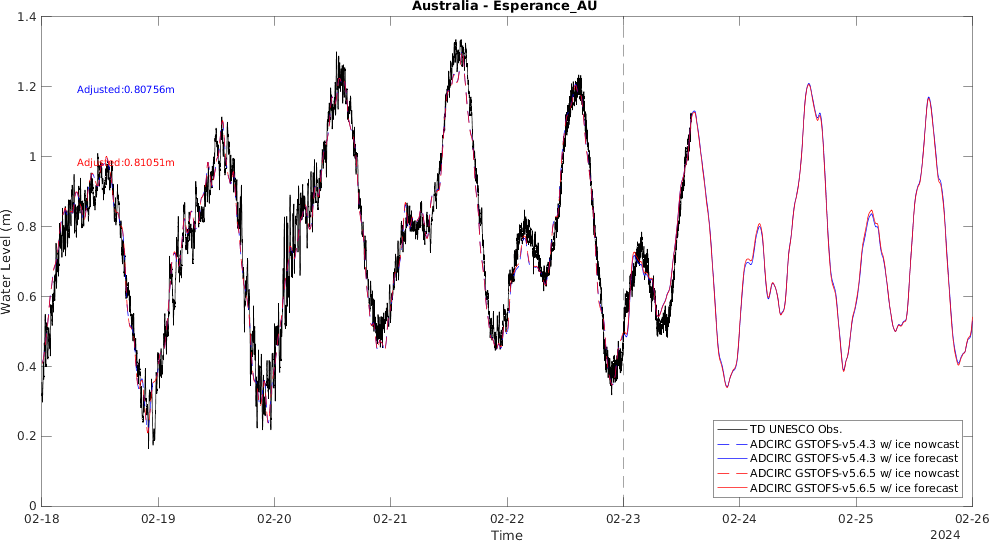 Australia - Esperance_AU
1.4
1.2
1
0.8
0.6
0.4
0.2
0
Water Level (m)
Adjusted:0.80756m
Adjusted:0.81051m
TD UNESCO Obs.
ADCIRC GSTOFS-v5.4.3 w/ ice nowcast
ADCIRC GSTOFS-v5.4.3 w/ ice forecast
ADCIRC GSTOFS-v5.6.5 w/ ice nowcast
ADCIRC GSTOFS-v5.6.5 w/ ice forecast
02-18 02-19 02-20 02-21 02-22 02-23 02-24 02-25 02-26
Time
2024